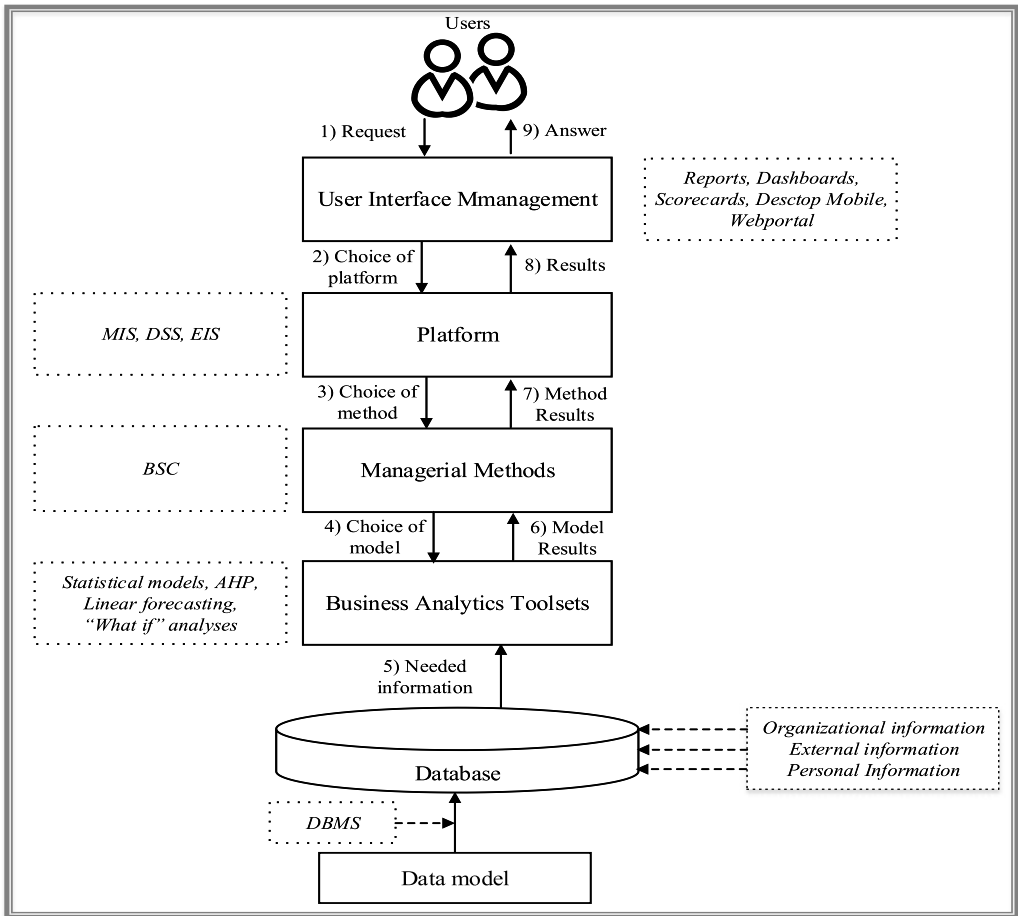 Users
1) Request
9) Answer
User Interface Mmanagement
Reports, Dashboards,
Scorecards, Desctop Mobile,
Webportal
2) Choice of
platform
8) Results
MIS, DSS, EIS
Platform
3) Choice of
method
7) Method
Results
BSC
Managerial Methods
4) Choice of
model
6) Model
Results
Statistical models, AHP,
Linear forecasting,
“What if” analyses
Business Analytics Toolsets
5) Needed
information
Database
Organizational information
External information
Personal Information
DBMS
Data model